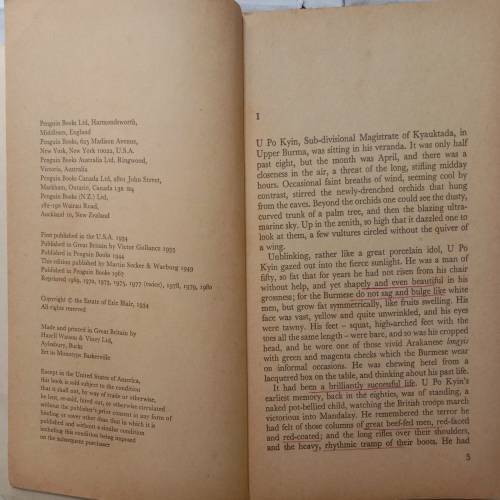 Penguin Books Ltd, Harmondsworth,
Middlesex, England
Penguin Books, 625 Madison Avenue,
New York, New York 10022, U.S.A.
Penguin Books Australia Ltd, Ringwood,
Victoria, Australia
Penguin Books Canada Ltd, 2801 John Street,
Markham, Ontario, Canada L3R 1B4
Penguin Books (N.Z.) Ltd,
182-190 Wairau Road,
Auckland 10, New Zealand
First published in the U.S.A. 1934
Published in Great Britain by Victor Gollancz 1935
Published in Penguin Books 1944
This edition published by Martin Secker & Warburg 1949
Published in Penguin Books 1967
Reprinted 1969, 1970, 1973, 1975, 1977 (twice), 1978, 1979, 1980
Copyright © the Estate of Eric Blair, 1934
All rights reserved
Made and printed in Great Britain by
Hazell Watson & Viney Ltd,
Aylesbury, Bucks
Set in Monotype Baskerville
Except in the United States of America,
this book is sold subject to the condition
that it shall not, by way of trade or otherwise,
be lent, re-sold, hired out, or otherwise circulated
without the publisher's prior consent in any form of
binding or cover other than that in which it is
published and without a similar condition
including this condition being imposed
on the subsequent purchaser
I
U Po Kyin, Sub-divisional Magistrate of Kyauktada, in
Upper Burma, was sitting in his veranda. It was only half
past eight, but the month was April, and there was a
closeness in the air, a threat of the long, stifling midday
hours. Occasional faint breaths of wind, seeming cool by
contrast, stirred the newly-drenched orchids that hung
from the eaves. Beyond the orchids one could see the dusty,
curved trunk of a palm tree, and then the blazing ultra-
marine sky. Up in the zenith, so high that it dazzled one to
look at them, a few vultures circled without the quiver of
a wing.
Unblinking, rather like a great porcelain idol, U Po
Kyin gazed out into the fierce sunlight. He was a man of
fifty, so fat that for years he had not risen from his chair
without help, and yet shapely and even beautiful in his
grossness; for the Burmese do not sag and bulge like white
men, but grow fat symmetrically, like fruits swelling. His
face was vast, yellow and quite unwrinkled, and his eyes
were tawny. His feet – squat, high-arched feet with the
toes all the same length – were bare, and so was his cropped
head, and he wore one of those vivid Arakanese longyis
with green and magenta checks which the Burmese wear
on informal occasions. He was chewing betel from a
lacquered box on the table, and thinking about his past life.
It had been a brilliantly successful life. U Po Kyin's
earliest memory, back in the eighties, was of standing, a
naked pot-bellied child, watching the British troops march
victorious into Mandalay. He remembered the terror he
had felt of those columns of great beef-fed men, red-faced
and red-coated; and the long rifles over their shoulders,
and the heavy, rhythmic tramp of their boots. He had
5